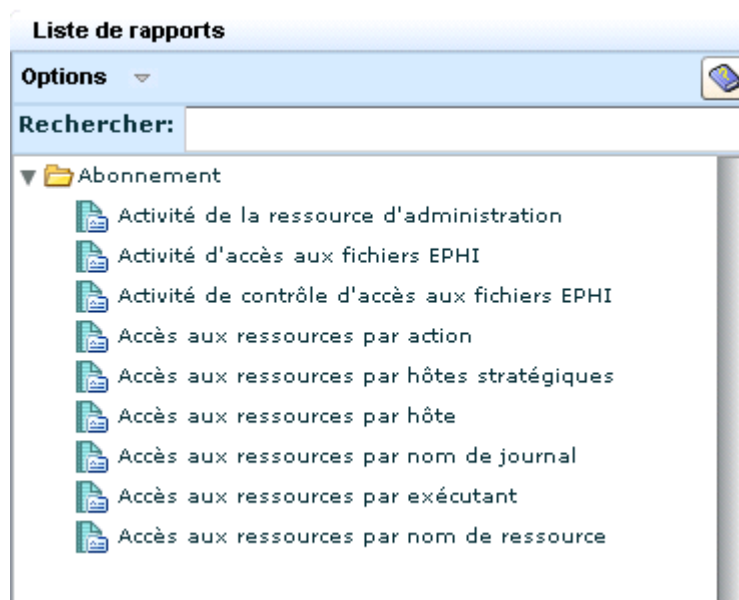 Liste de rapports
Options
Rechercher:
Abonnement
Activité de la ressource d'administration
Activité d'accès aux fichiers EPHI
Activité de contrôle d'accès aux fichiers EPHI
Accès aux ressources par action
Accès aux ressources par hôtes stratégiques
Accès aux ressources par hôte
Accès aux ressources par nom de journal
Accès aux ressources par exécutant
Accès aux ressources par nom de ressource